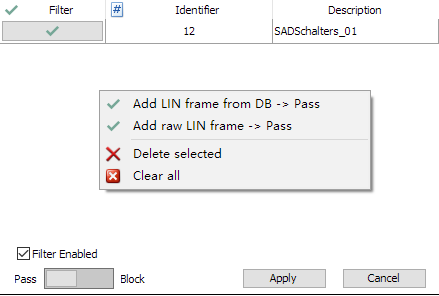 Filter # Identifier Description
12 SADSchalters_01
Add LIN frame from DB -> Pass
Add raw LIN frame -> Pass
Delete selected
Clear all
Filter Enabled
Pass Block Apply Cancel